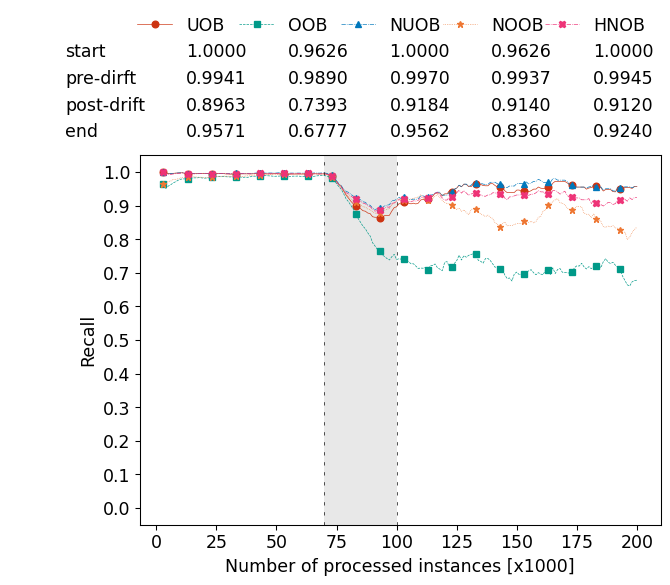 UOB OOB NUOB NOOB HNOB
start 1.0000 0.9626 1.0000 0.9626 1.0000
pre-dirft 0.9941 0.9890 0.9970 0.9937 0.9945
post-drift 0.8963 0.7393 0.9184 0.9140 0.9120
end 0.9571 0.6777 0.9562 0.8360 0.9240
1.0
0.9
0.8
0.7
0.6
0.5
0.4
0.3
0.2
0.1
0.0
Recall
0 25 50 75 100 125 150 175 200
Number of processed instances [x1000]